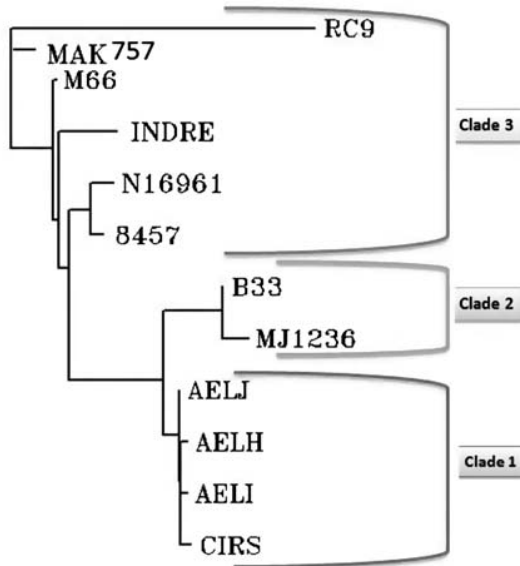 RC9
MAK 757
M66
Clade 3
INDRE
N16961
8457
B33
Clade 2
MJ1236
AELJ
AELH
Clade 1
AELI
CIRS